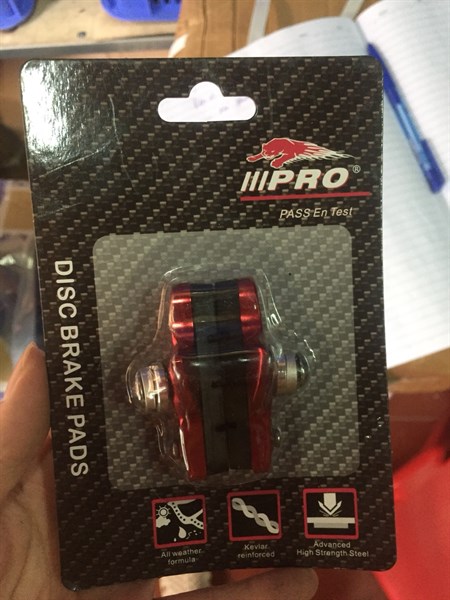 ///PRO®
PASS En Test
DISC BRAKE PADS
All weather
formula
Kevlar
reinforced
Advanced
High Strength Steel